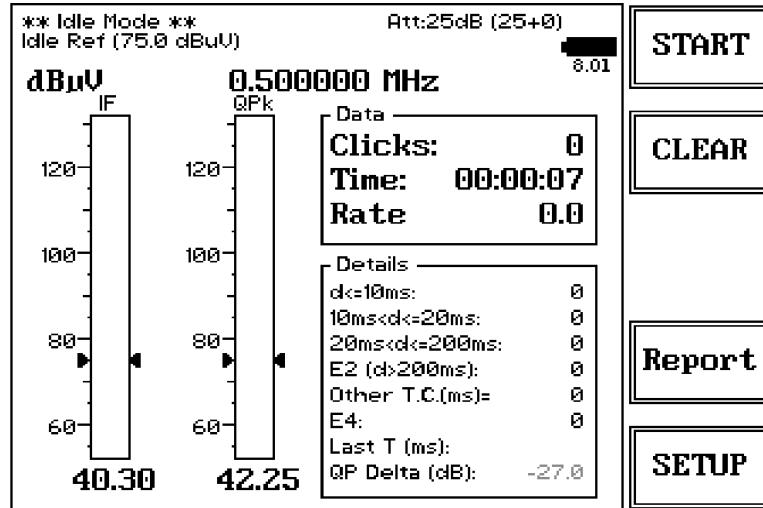 ** Idle Mode **
Att:25dB (25+0)
Idle Ref (75.0 dBuV)
8.01
dBµV
0.500000 MHz
IF
QPk
120
100
80
60
120
100
80
60
40.30
42.25
Data
Clicks: 0
Time: 00:00:07
Rate 0.0
Details
d<=10ms: 0
10ms<d<=20ms: 0
20ms<d<=200ms: 0
E2 (d>200ms): 0
Other T.C.(ms)= 0
E4: 0
Last T (ms):
QP Delta (dB): -27.0
START
CLEAR
Report
SETUP